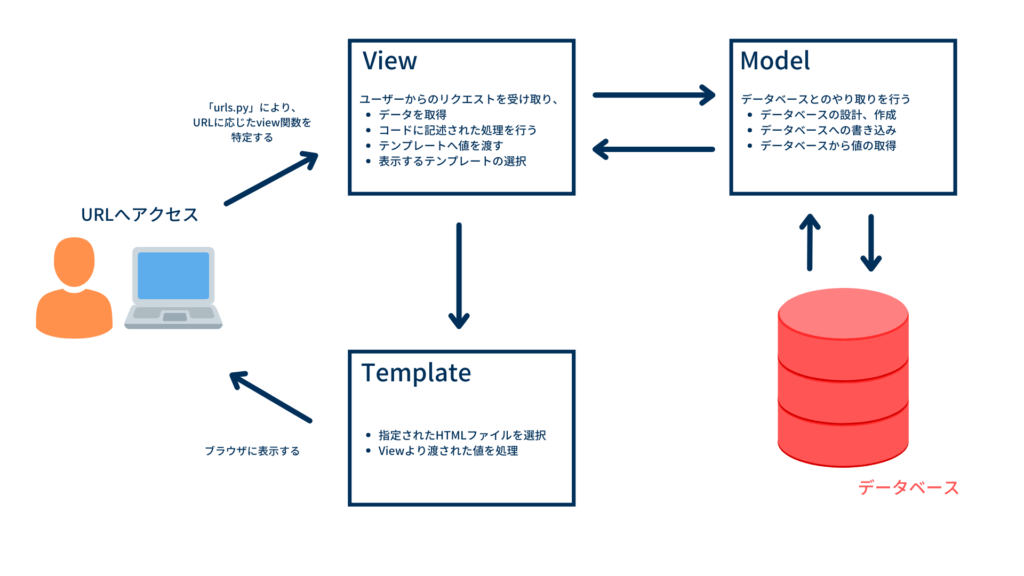 View
ユーザーからのリクエストを受け取り、
• データを取得
• コードに記述された処理を行う
• テンプレートへ値を渡す
• 表示するテンプレートの選択
Model
データベースとのやり取りを行う
• データベースの設計、作成
• データベースへの書き込み
• データベースから値の取得
「urls.py」により、
URLに応じたview関数を
特定する
URLへアクセス
Template
• 指定されたHTMLファイルを選択
• Viewより渡された値を処理
ブラウザに表示する
データベース